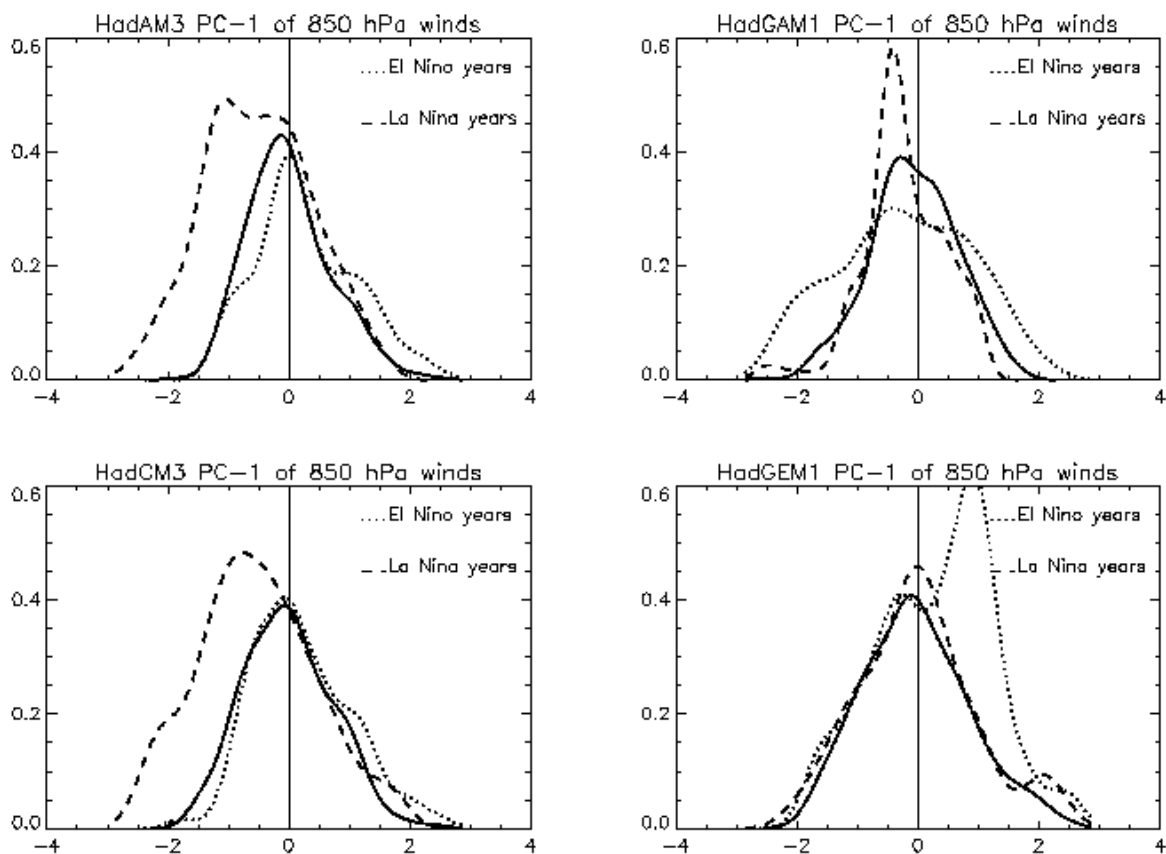 HadAM3 PC-1 of 850 hPa winds
0.6
El Nino years
La Nina years
0.4
0.2
0.0
-4 -2 0 2 4
HadGAM1 PC-1 of 850 hPa winds
0.6
El Nino years
La Nina years
0.4
0.2
0.0
-4 -2 0 2 4
HadCM3 PC-1 of 850 hPa winds
0.6
El Nino years
La Nina years
0.4
0.2
0.0
-4 -2 0 2 4
HadGEM1 PC-1 of 850 hPa winds
0.6
El Nino years
La Nina years
0.4
0.2
0.0
-4 -2 0 2 4